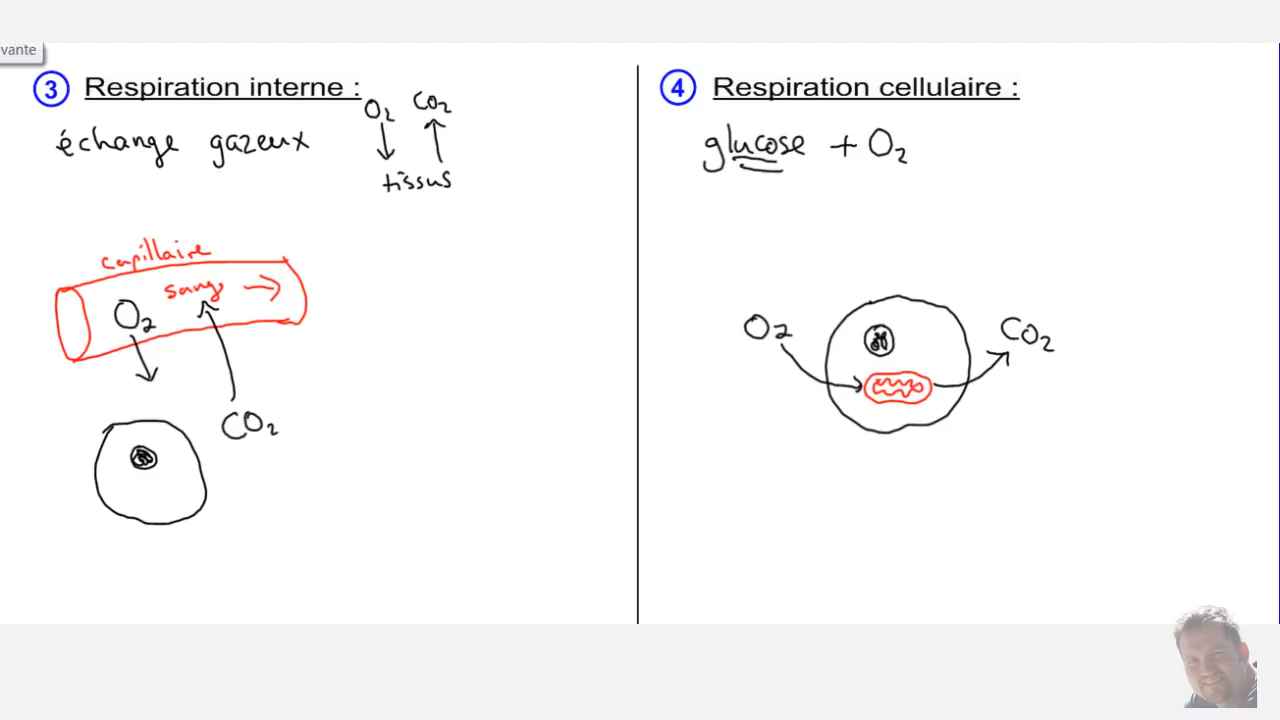 vante
3 Respiration interne :
O2 CO2
échange gazeux
tissus
capillaire
sang
O2
CO2
4 Respiration cellulaire :
glucose + O2
O2
CO2